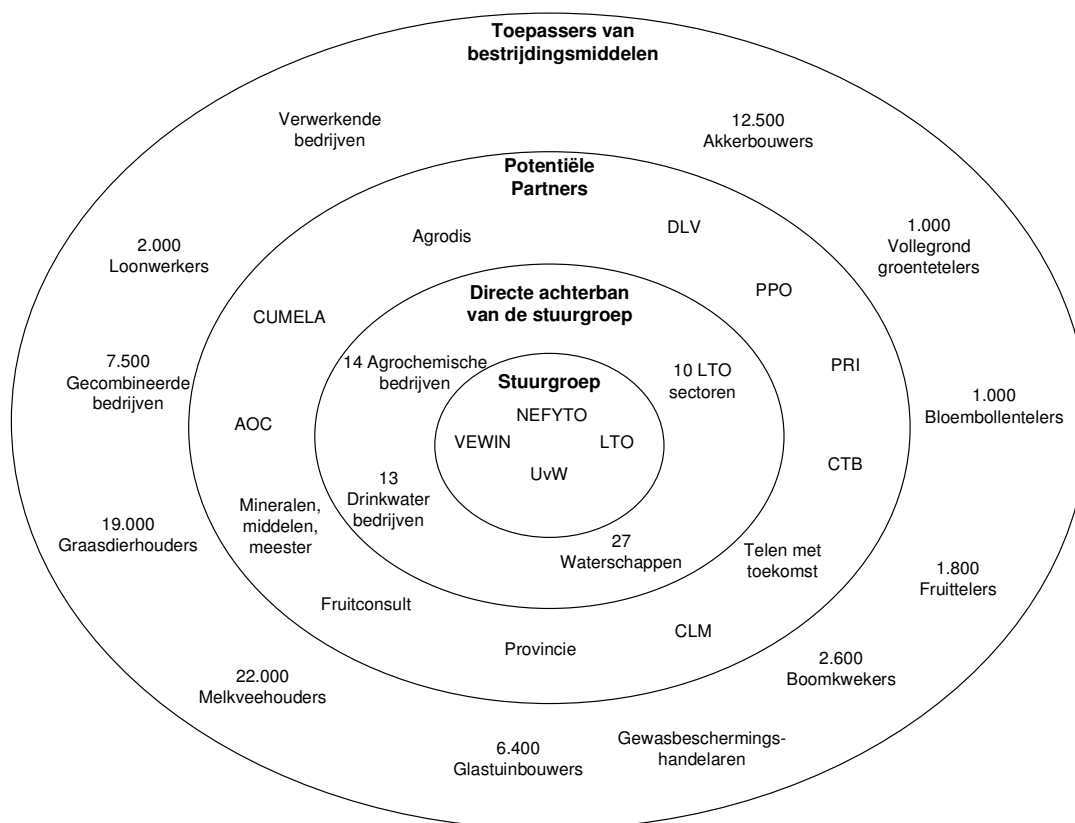 Toepassers van
bestrijdingsmiddelen
Verwerkende
bedrijven
12.500
Akkerbouwers
Potentiële
Partners
Agrodis
DLV
2.000
Loonwerkers
1.000
Vollegrond
groentetelers
CUMELA
PPO
Directe achterban
van de stuurgroep
14 Agrochemische
bedrijven
10 LTO
sectoren
7.500
Gecombineerde
bedrijven
PRI
Stuurgroep
NEFYTO
VEWIN
LTO
UvW
1.000
Bloembollentelers
AOC
CTB
13
Drinkwater
bedrijven
Mineralen,
middelen,
meester
19.000
Graasdierhouders
27
Waterschappen
Telen met
toekomst
1.800
Fruittelers
Fruitconsult
CLM
Provincie
2.600
Boomkwekers
22.000
Melkveehouders
6.400
Glastuinbouwers
Gewasbeschermings-
handelaren